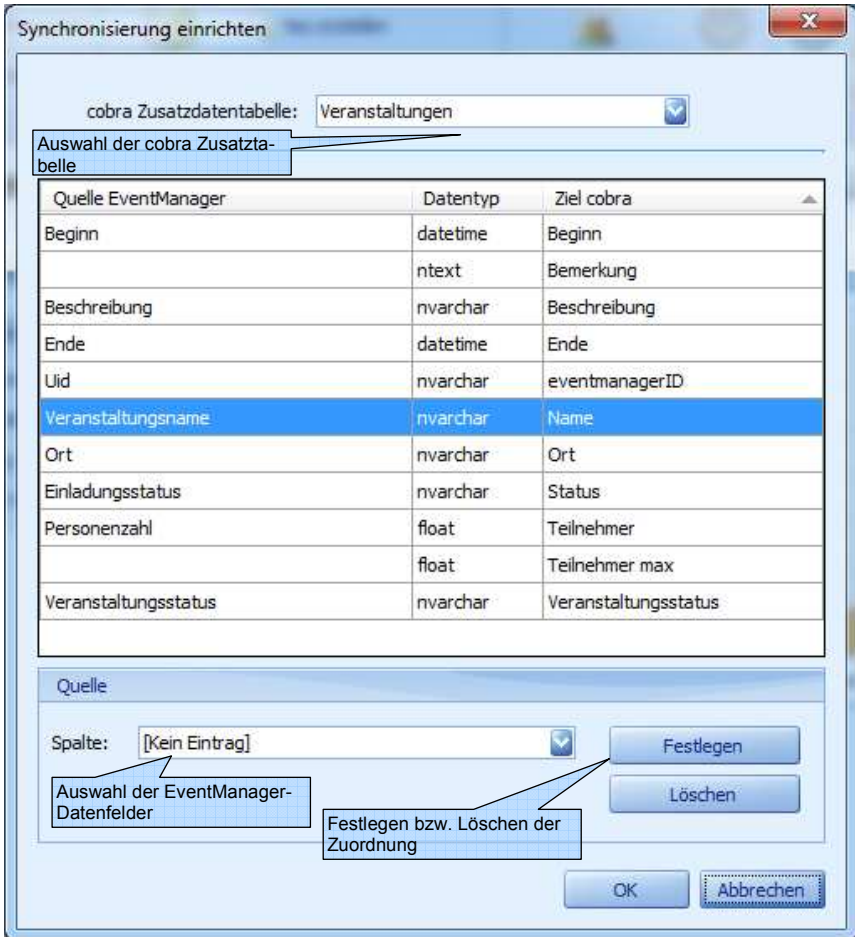 Synchronisierung einrichten
cobra Zusatzdatentabelle: Veranstaltungen
Auswahl der cobra Zusatzta-
belle
Quelle EventManager Datentyp Ziel cobra
Beginn datetime Beginn
ntext Bemerkung
Beschreibung nvarchar Beschreibung
Ende datetime Ende
Uid nvarchar eventmanagerID
Veranstaltungsname nvarchar Name
Ort nvarchar Ort
Einladungsstatus nvarchar Status
Personenzahl float Teilnehmer
float Teilnehmer max
Veranstaltungsstatus nvarchar Veranstaltungsstatus
Quelle
Spalte: [Kein Eintrag] Festlegen
Löschen
Auswahl der EventManager-
Datenfelder
Festlegen bzw. Löschen der
Zuordnung
OK Abbrechen